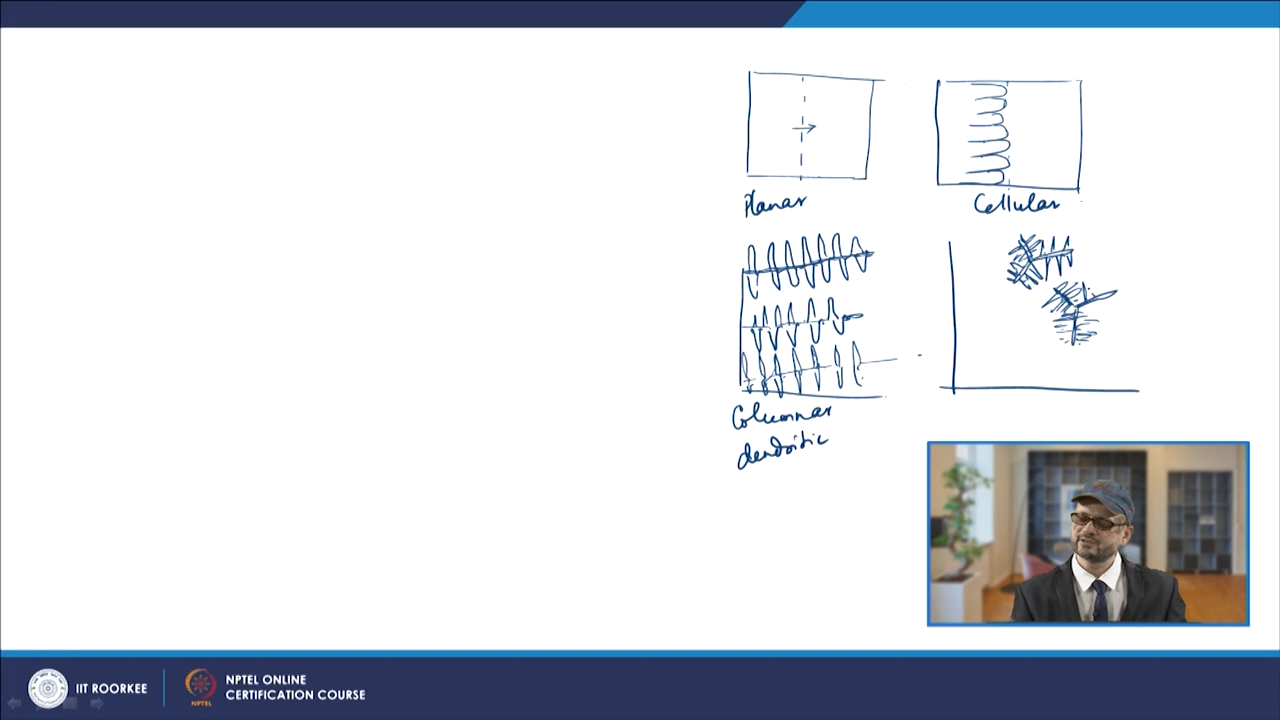 Planar
Cellular
Columnar
dendritic
IIT ROORKEE
NPTEL
NPTEL ONLINE
CERTIFICATION COURSE